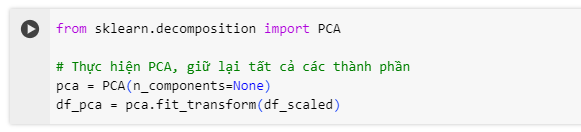 from sklearn.decomposition import PCA
# Thực hiện PCA, giữ lại tất cả các thành phần
pca = PCA(n_components=None)
df_pca = pca.fit_transform(df_scaled)